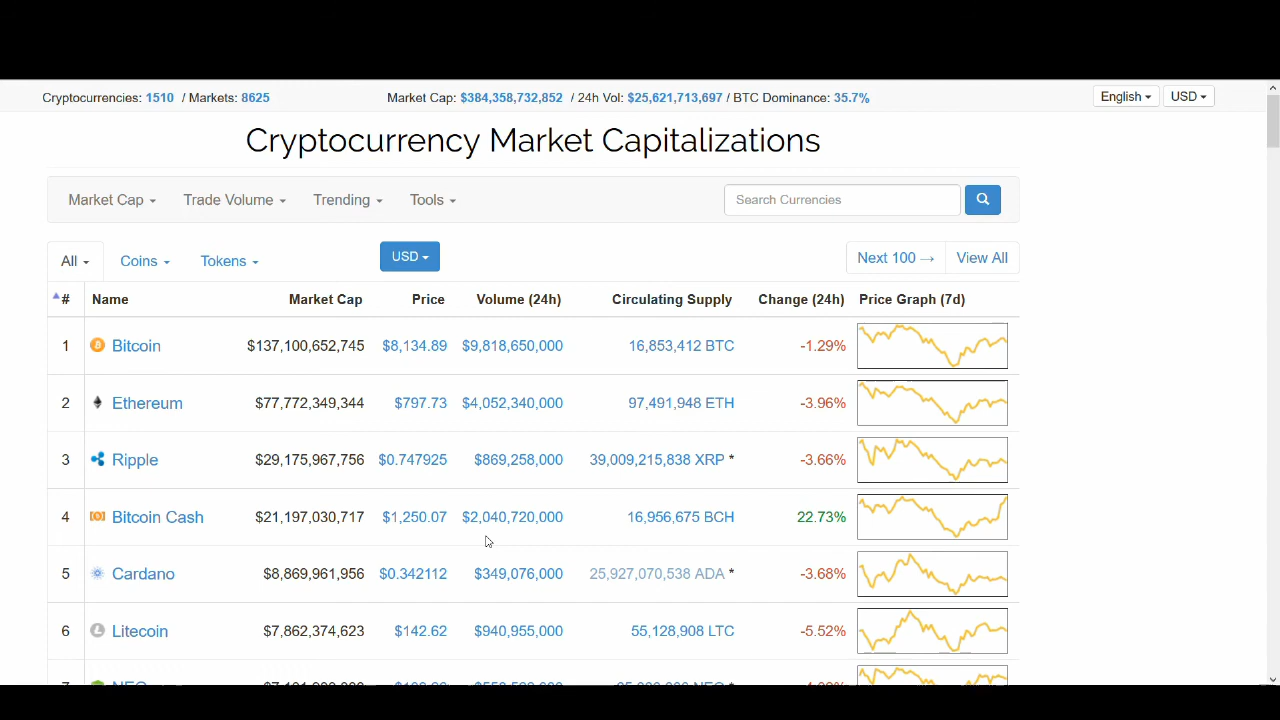 Cryptocurrencies: 1510 / Markets: 8625 Market Cap: $384,358,732,852 / 24h Vol: $25,621,713,697 / BTC Dominance: 35.7% English USD
Cryptocurrency Market Capitalizations
Market Cap Trade Volume Trending Tools Search Currencies
All Coins Tokens USD Next 100 → View All
# Name Market Cap Price Volume (24h) Circulating Supply Change (24h) Price Graph (7d)
1 Bitcoin $137,100,652,745 $8,134.89 $9,818,650,000 16,853,412 BTC -1.29%
2 Ethereum $77,772,349,344 $797.73 $4,052,340,000 97,491,948 ETH -3.96%
3 Ripple $29,175,967,756 $0.747925 $869,258,000 39,009,215,838 XRP * -3.66%
4 Bitcoin Cash $21,197,030,717 $1,250.07 $2,040,720,000 16,956,675 BCH 22.73%
5 Cardano $8,869,961,956 $0.342112 $349,076,000 25,927,070,538 ADA * -3.68%
6 Litecoin $7,862,374,623 $142.62 $940,955,000 55,128,908 LTC -5.52%